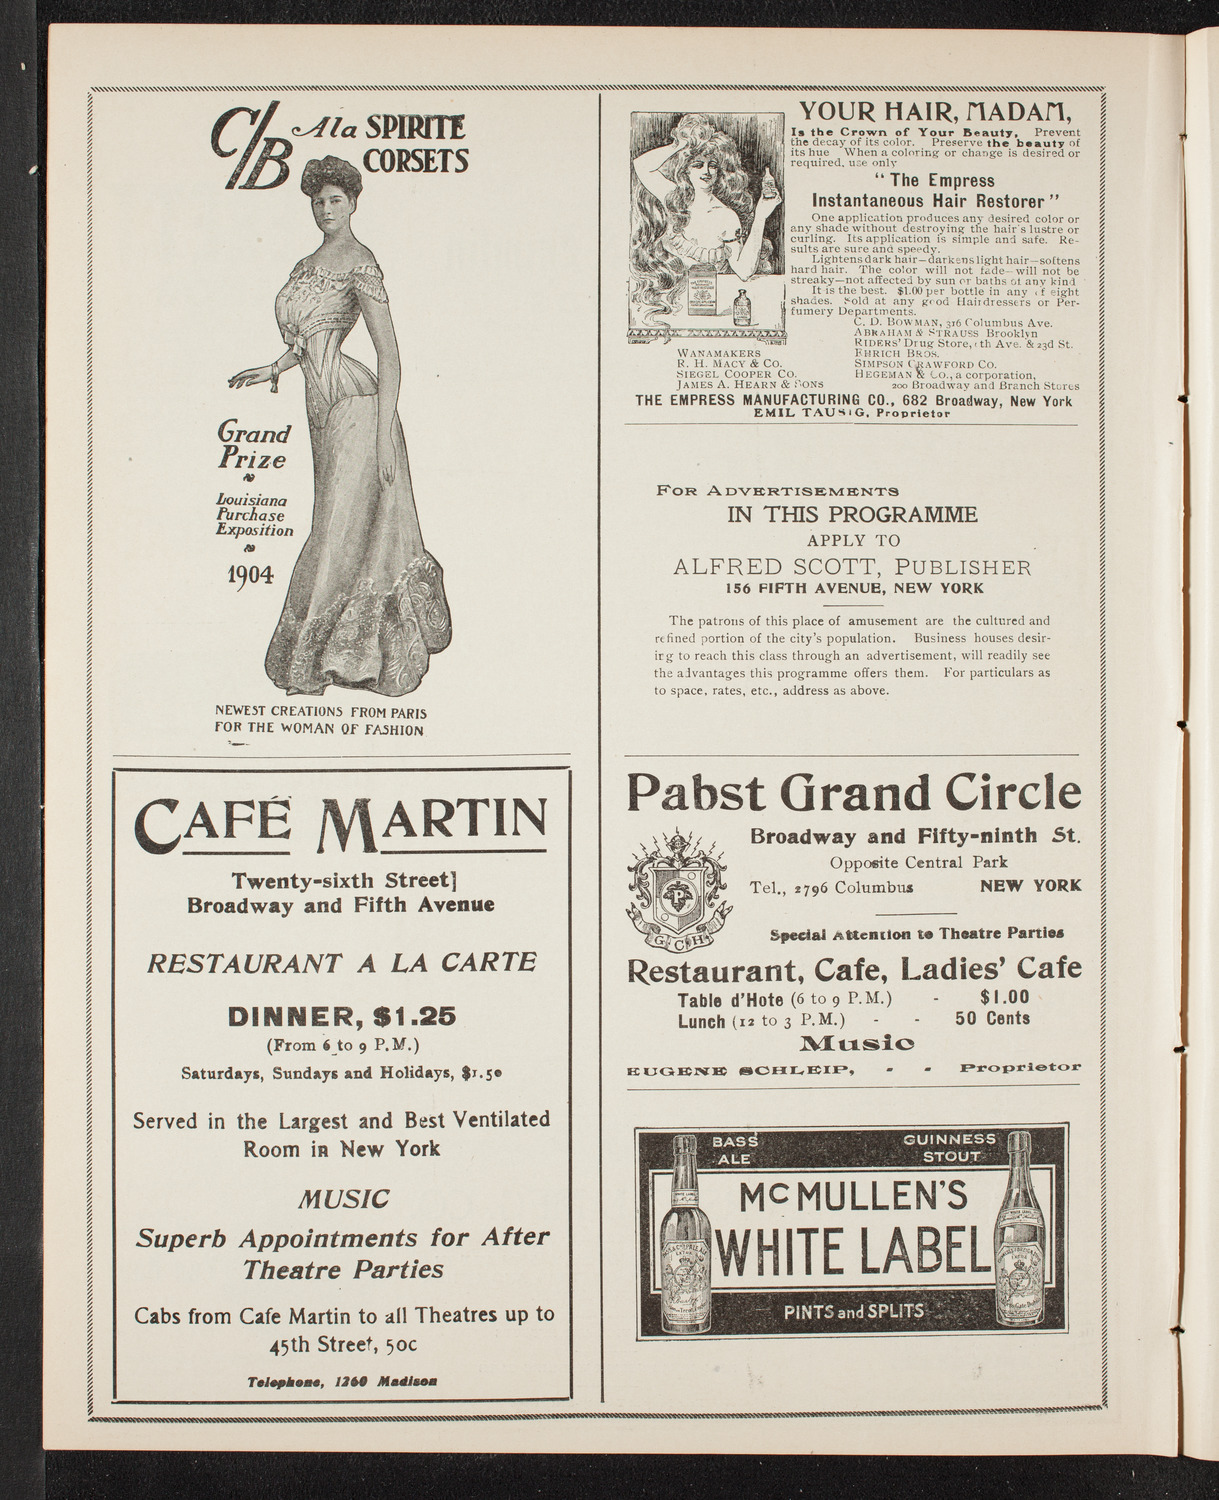 C/B A la SPIRITE
CORSETS
Grand
Prize
Louisiana
Purchase
Exposition
1904
NEWEST CREATIONS FROM PARIS
FOR THE WOMAN OF FASHION
CAFÉ MARTIN
Twenty-sixth Street]
Broadway and Fifth Avenue
RESTAURANT A LA CARTE
DINNER, $1.25
(From 6 to 9 P.M.)
Saturdays, Sundays and Holidays, $1.50
Served in the Largest and Best Ventilated
Room in New York
MUSIC
Superb Appointments for After
Theatre Parties
Cabs from Cafe Martin to all Theatres up to
45th Street, 50c
Telephone, 1260 Madison
YOUR HAIR, MADAM,
Is the Crown of Your Beauty. Prevent
the decay of its color. Preserve the beauty of
its hue When a coloring or change is desired or
required, use only
"The Empress
Instantaneous Hair Restorer"
One application produces any desired color or
any shade without destroying the hair's lustre or
curling. Its application is simple and safe. Re-
sults are sure and speedy.
Lightens dark hair—darkens light hair—softens
hard hair. The color will not fade—will not be
streaky—not affected by sun or baths of any kind
It is the best. $1.00 per bottle in any of eight
shades. Sold at any good Hairdressers or Per-
fumery Departments.
C. D. BOWMAN, 316 Columbus Ave.
ABRAHAM & STRAUSS Brooklyn
RIDERS' Drug Store, th Ave. & 23d St.
WANAMAKERS EHRICH BROS.
R. H. MACY & CO. SIMPSON CRAWFORD CO.
SIEGEL COOPER CO. HEGEMAN & CO., a corporation,
JAMES A. HEARN & SONS 200 Broadway and Branch Stores
THE EMPRESS MANUFACTURING CO., 682 Broadway, New York
EMIL TAUSIG, Proprietor
FOR ADVERTISEMENTS
IN THIS PROGRAMME
APPLY TO
ALFRED SCOTT, PUBLISHER
156 FIFTH AVENUE, NEW YORK
The patrons of this place of amusement are the cultured and
refined portion of the city's population. Business houses desir-
irg to reach this class through an advertisement, will readily see
the advantages this programme offers them. For particulars as
to space, rates, etc., address as above.
Pabst Grand Circle
Broadway and Fifty-ninth St.
Opposite Central Park
Tel., 2796 Columbus NEW YORK
P
G C H
Special Attention to Theatre Parties
Restaurant, Cafe, Ladies' Cafe
Table d'Hote (6 to 9 P.M.) - $1.00
Lunch (12 to 3 P.M.) - - 50 Cents
Music
EUGENE SCHLEIP, - - Proprietor
BASS ALE
GUINNESS STOUT
McMULLEN'S
WHITE LABEL
PINTS and SPLITS